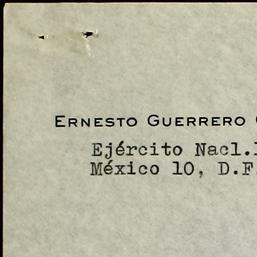 ERNESTO GUERRERO
Ejército Nacl.
México 10, D.F